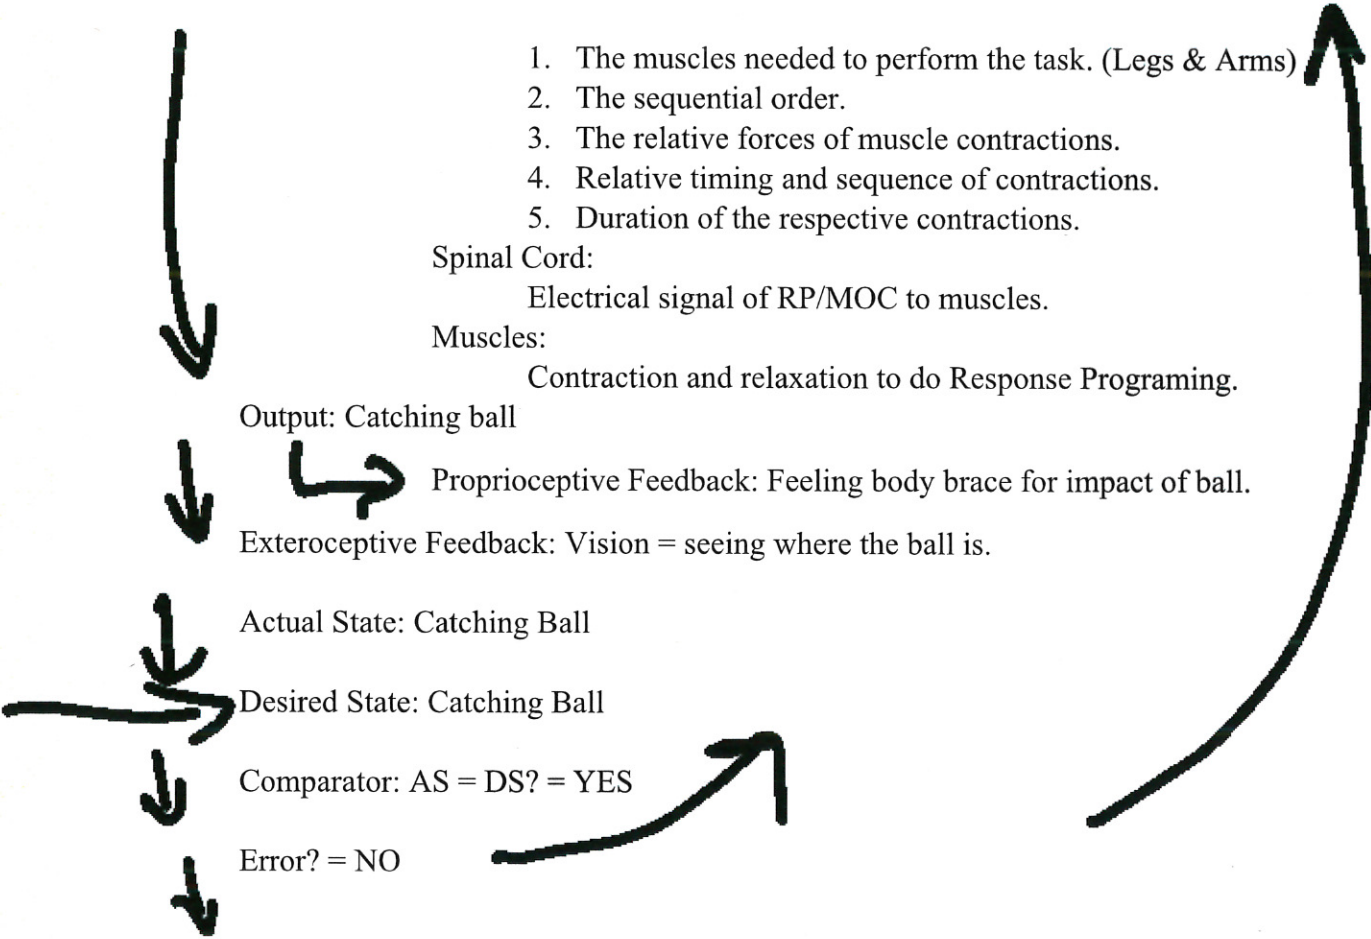 1. The muscles needed to perform the task. (Legs & Arms)
2. The sequential order.
3. The relative forces of muscle contractions.
4. Relative timing and sequence of contractions.
5. Duration of the respective contractions.
Spinal Cord:
Electrical signal of RP/MOC to muscles.
Muscles:
Contraction and relaxation to do Response Programing.
Output: Catching ball
Proprioceptive Feedback: Feeling body brace for impact of ball.
Exteroceptive Feedback: Vision = seeing where the ball is.
Actual State: Catching Ball
Desired State: Catching Ball
Comparator: AS = DS? = YES
Error? = NO